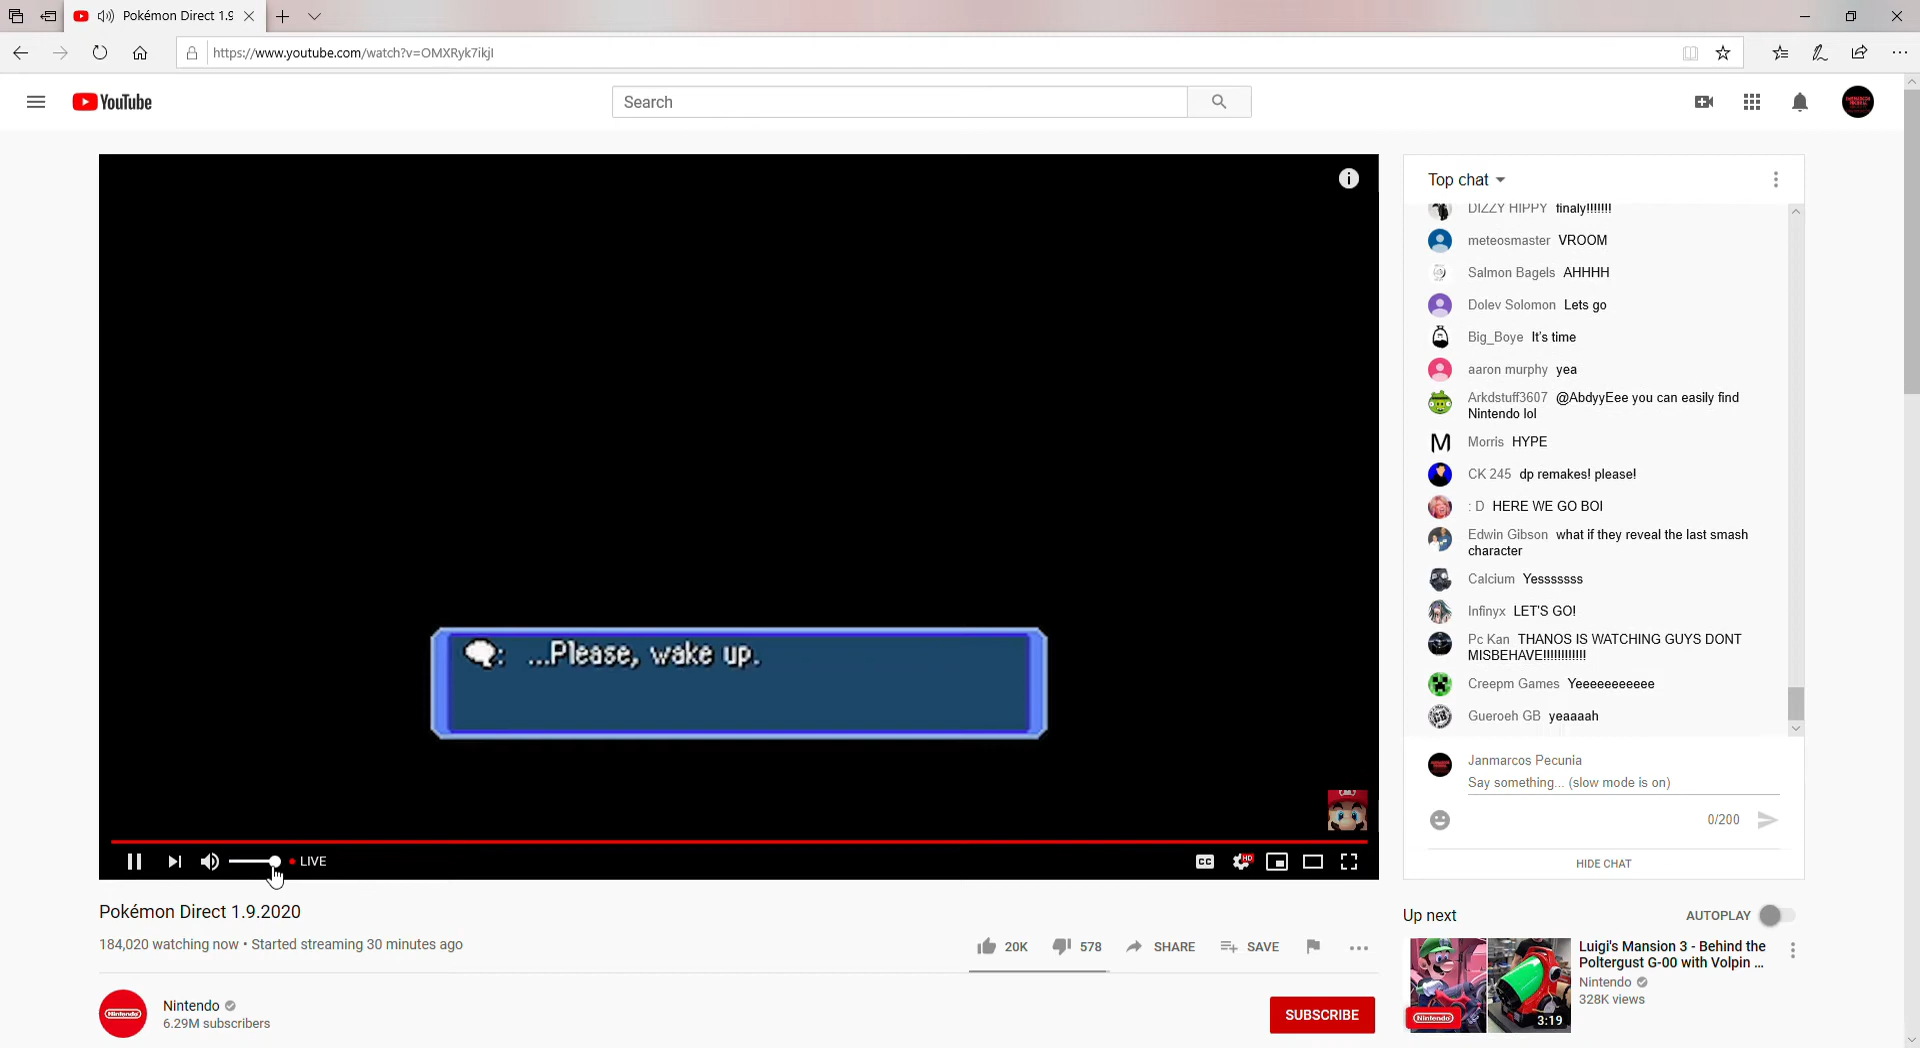 Pokémon Direct 1.9
https://www.youtube.com/watch?v=OMXRyk7ikjI
YouTube
Search
Top chat
DIZZY HIPPY finaly!!!!!!!
meteosmaster VROOM
Salmon Bagels AHHHH
Dolev Solomon Lets go
Big_Boye It's time
aaron murphy yea
Arkdstuff3607 @AbdyyEee you can easily find
Nintendo lol
Morris HYPE
CK 245 dp remakes! please!
: D HERE WE GO BOI
Edwin Gibson what if they reveal the last smash
character
Calcium Yesssssss
Infinyx LET'S GO!
Pc Kan THANOS IS WATCHING GUYS DONT
MISBEHAVE!!!!!!!!!!!!
Creepm Games Yeeeeeeeeeee
Gueroeh GB yeaaaah
Janmarcos Pecunia
Say something... (slow mode is on)
0/200
HIDE CHAT
: ...Please, wake up.
LIVE
CC
HD
Pokémon Direct 1.9.2020
184,020 watching now • Started streaming 30 minutes ago
20K
578
SHARE
SAVE
Nintendo
Nintendo
6.29M subscribers
SUBSCRIBE
Up next
AUTOPLAY
Luigi's Mansion 3 - Behind the
Poltergust G-00 with Volpin ...
Nintendo
328K views
Nintendo
3:19